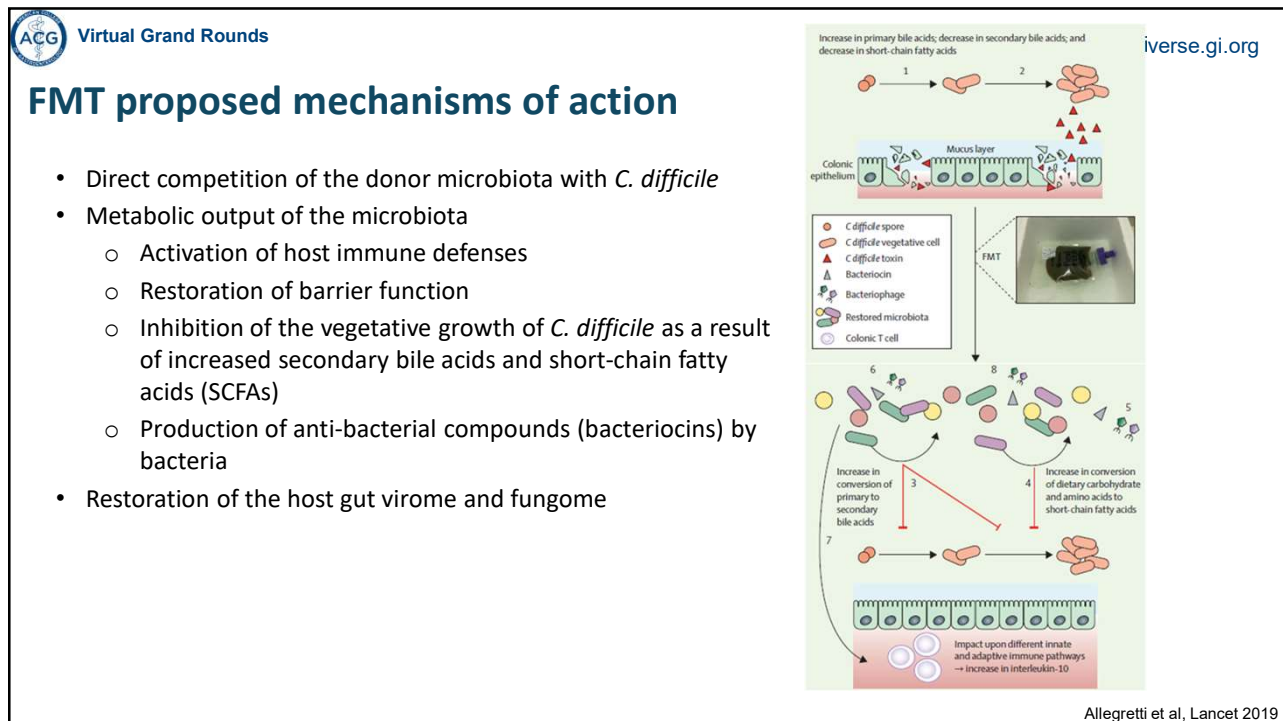 ACG
Virtual Grand Rounds
iverse.gi.org
FMT proposed mechanisms of action
• Direct competition of the donor microbiota with C. difficile
• Metabolic output of the microbiota
o Activation of host immune defenses
o Restoration of barrier function
o Inhibition of the vegetative growth of C. difficile as a result
of increased secondary bile acids and short-chain fatty
acids (SCFAs)
o Production of anti-bacterial compounds (bacteriocins) by
bacteria
• Restoration of the host gut virome and fungome
Increase in primary bile acids; decrease in secondary bile acids; and
decrease in short-chain fatty acids
1
2
Mucus layer
Colonic
epithelium
C difficile spore
C difficile vegetative cell
C difficile toxin
Bacteriocin
Bacteriophage
Restored microbiota
Colonic T cell
FMT
6
8
5
Increase in
conversion of
primary to
secondary
bile acids
3
4
Increase in conversion
of dietary carbohydrate
and amino acids to
short-chain fatty acids
7
Impact upon different innate
and adaptive immune pathways
→ increase in interleukin-10
Allegretti et al, Lancet 2019